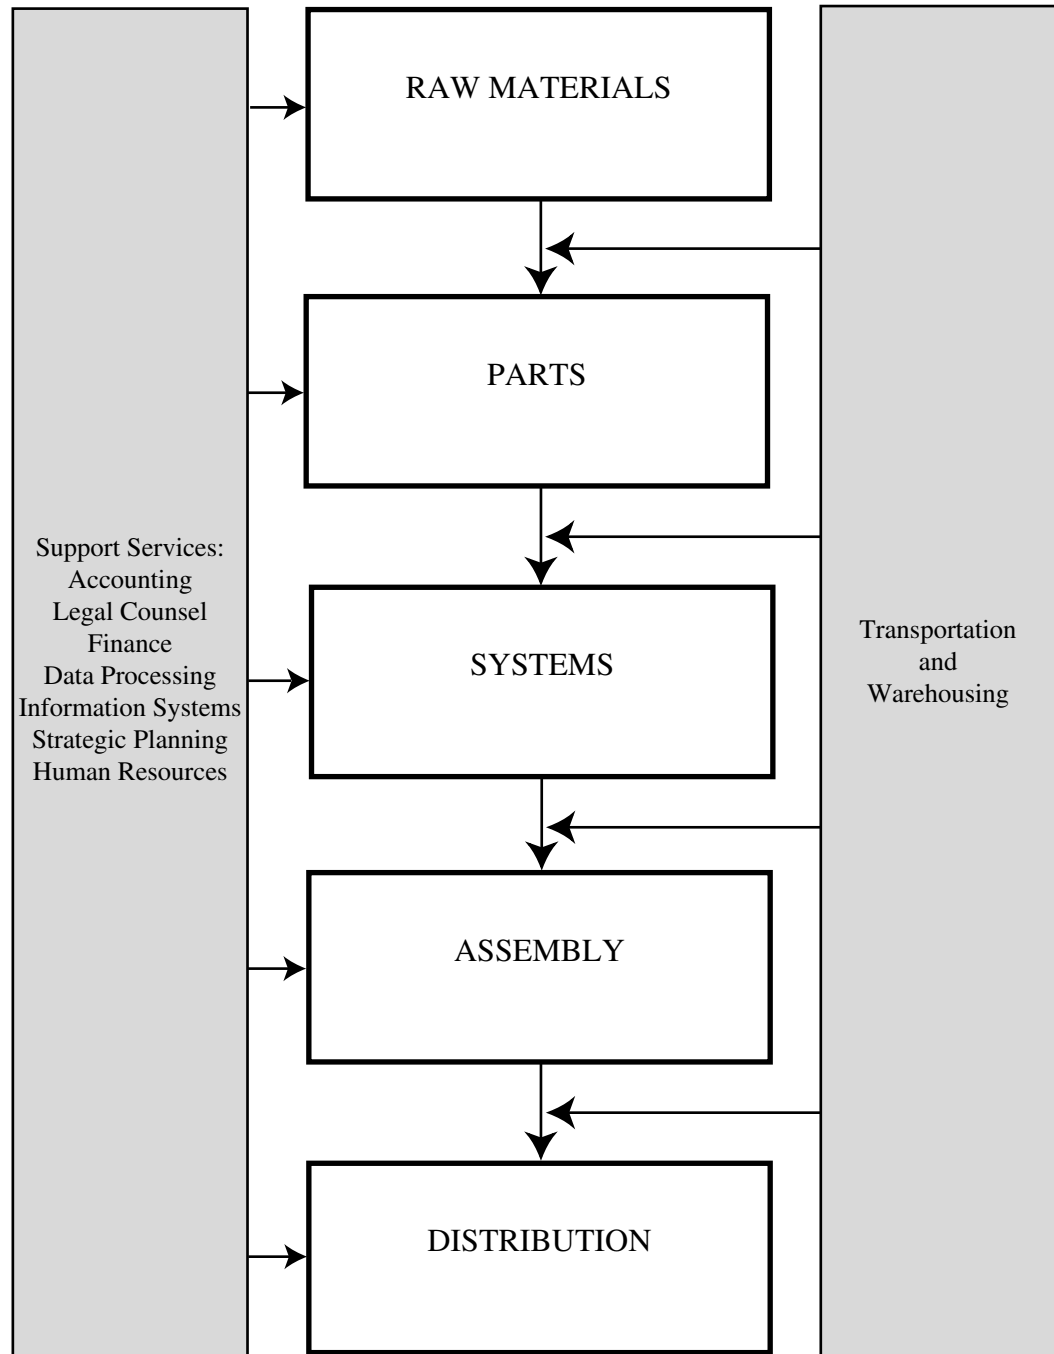 RAW MATERIALS
PARTS
SYSTEMS
ASSEMBLY
DISTRIBUTION
Support Services:
Accounting
Legal Counsel
Finance
Data Processing
Information Systems
Strategic Planning
Human Resources
Transportation
and
Warehousing